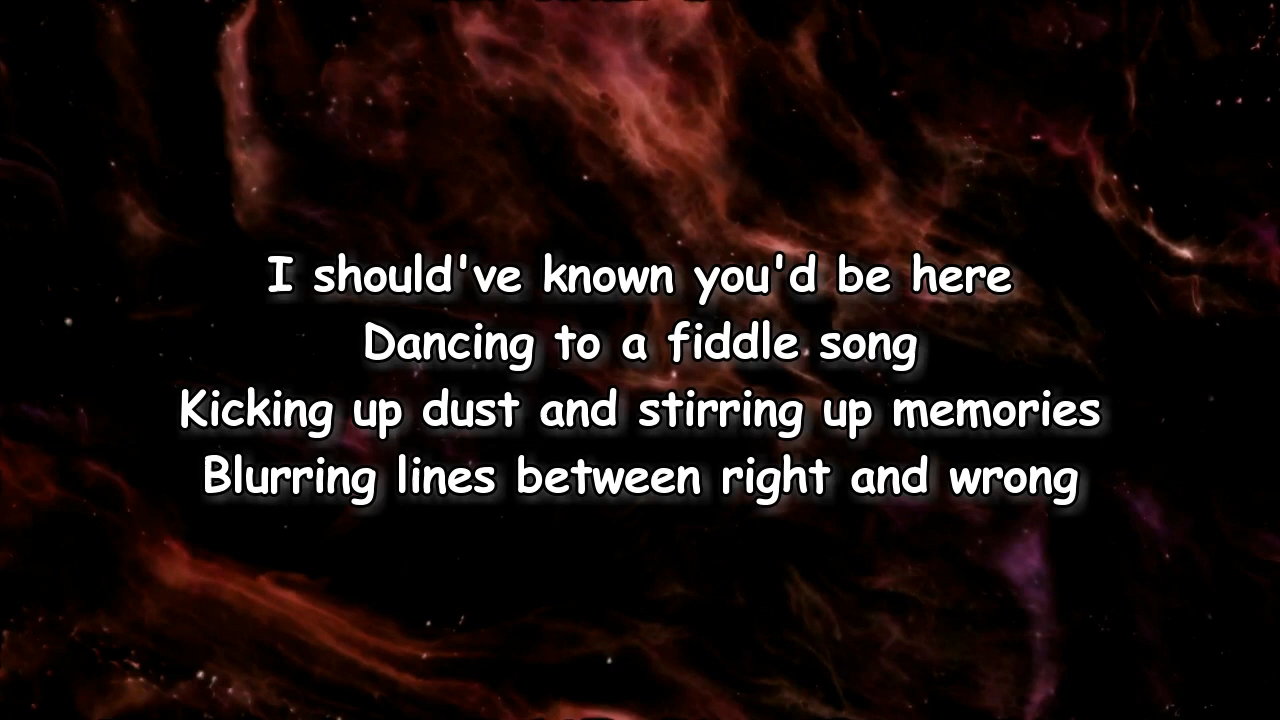 I should've known you'd be here
Dancing to a fiddle song
Kicking up dust and stirring up memories
Blurring lines between right and wrong